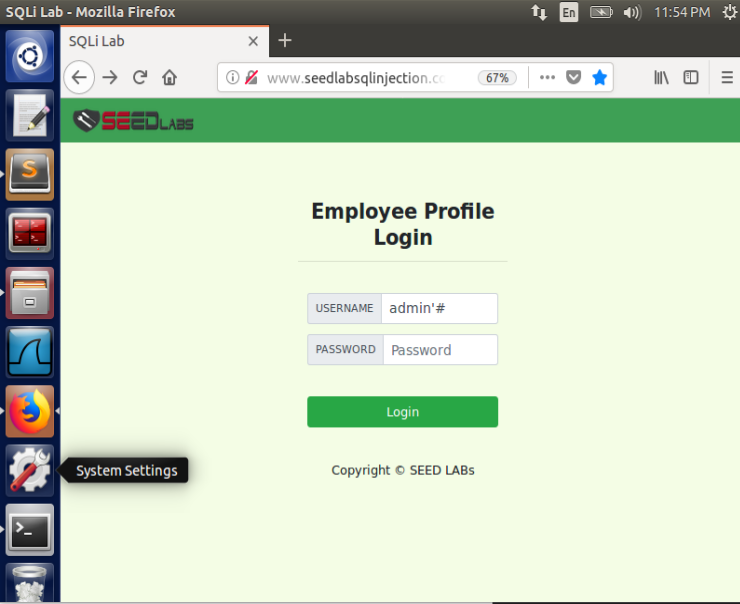 SQLi Lab - Mozilla Firefox
En
11:54 PM
SQLi Lab
www.seedlabsqlinjection.co
67%
SEEDLABS
Employee Profile
Login
USERNAME admin'#
PASSWORD Password
Login
System Settings
Copyright © SEED LABs